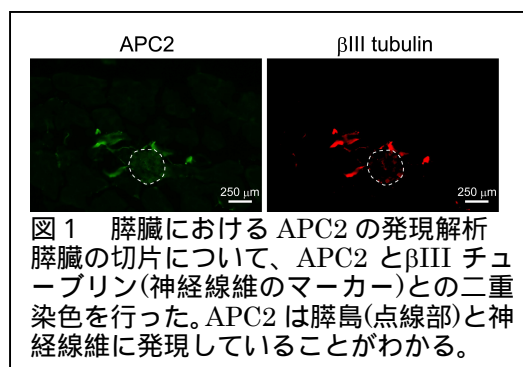 APC2 βIII tubulin
250 μm 250 μm
図1 膵臓における APC2 の発現解析
膵臓の切片について、APC2 とβIII チュ
ーブリン(神経線維のマーカー)との二重
染色を行った。APC2 は膵島(点線部)と神
経線維に発現していることがわかる。